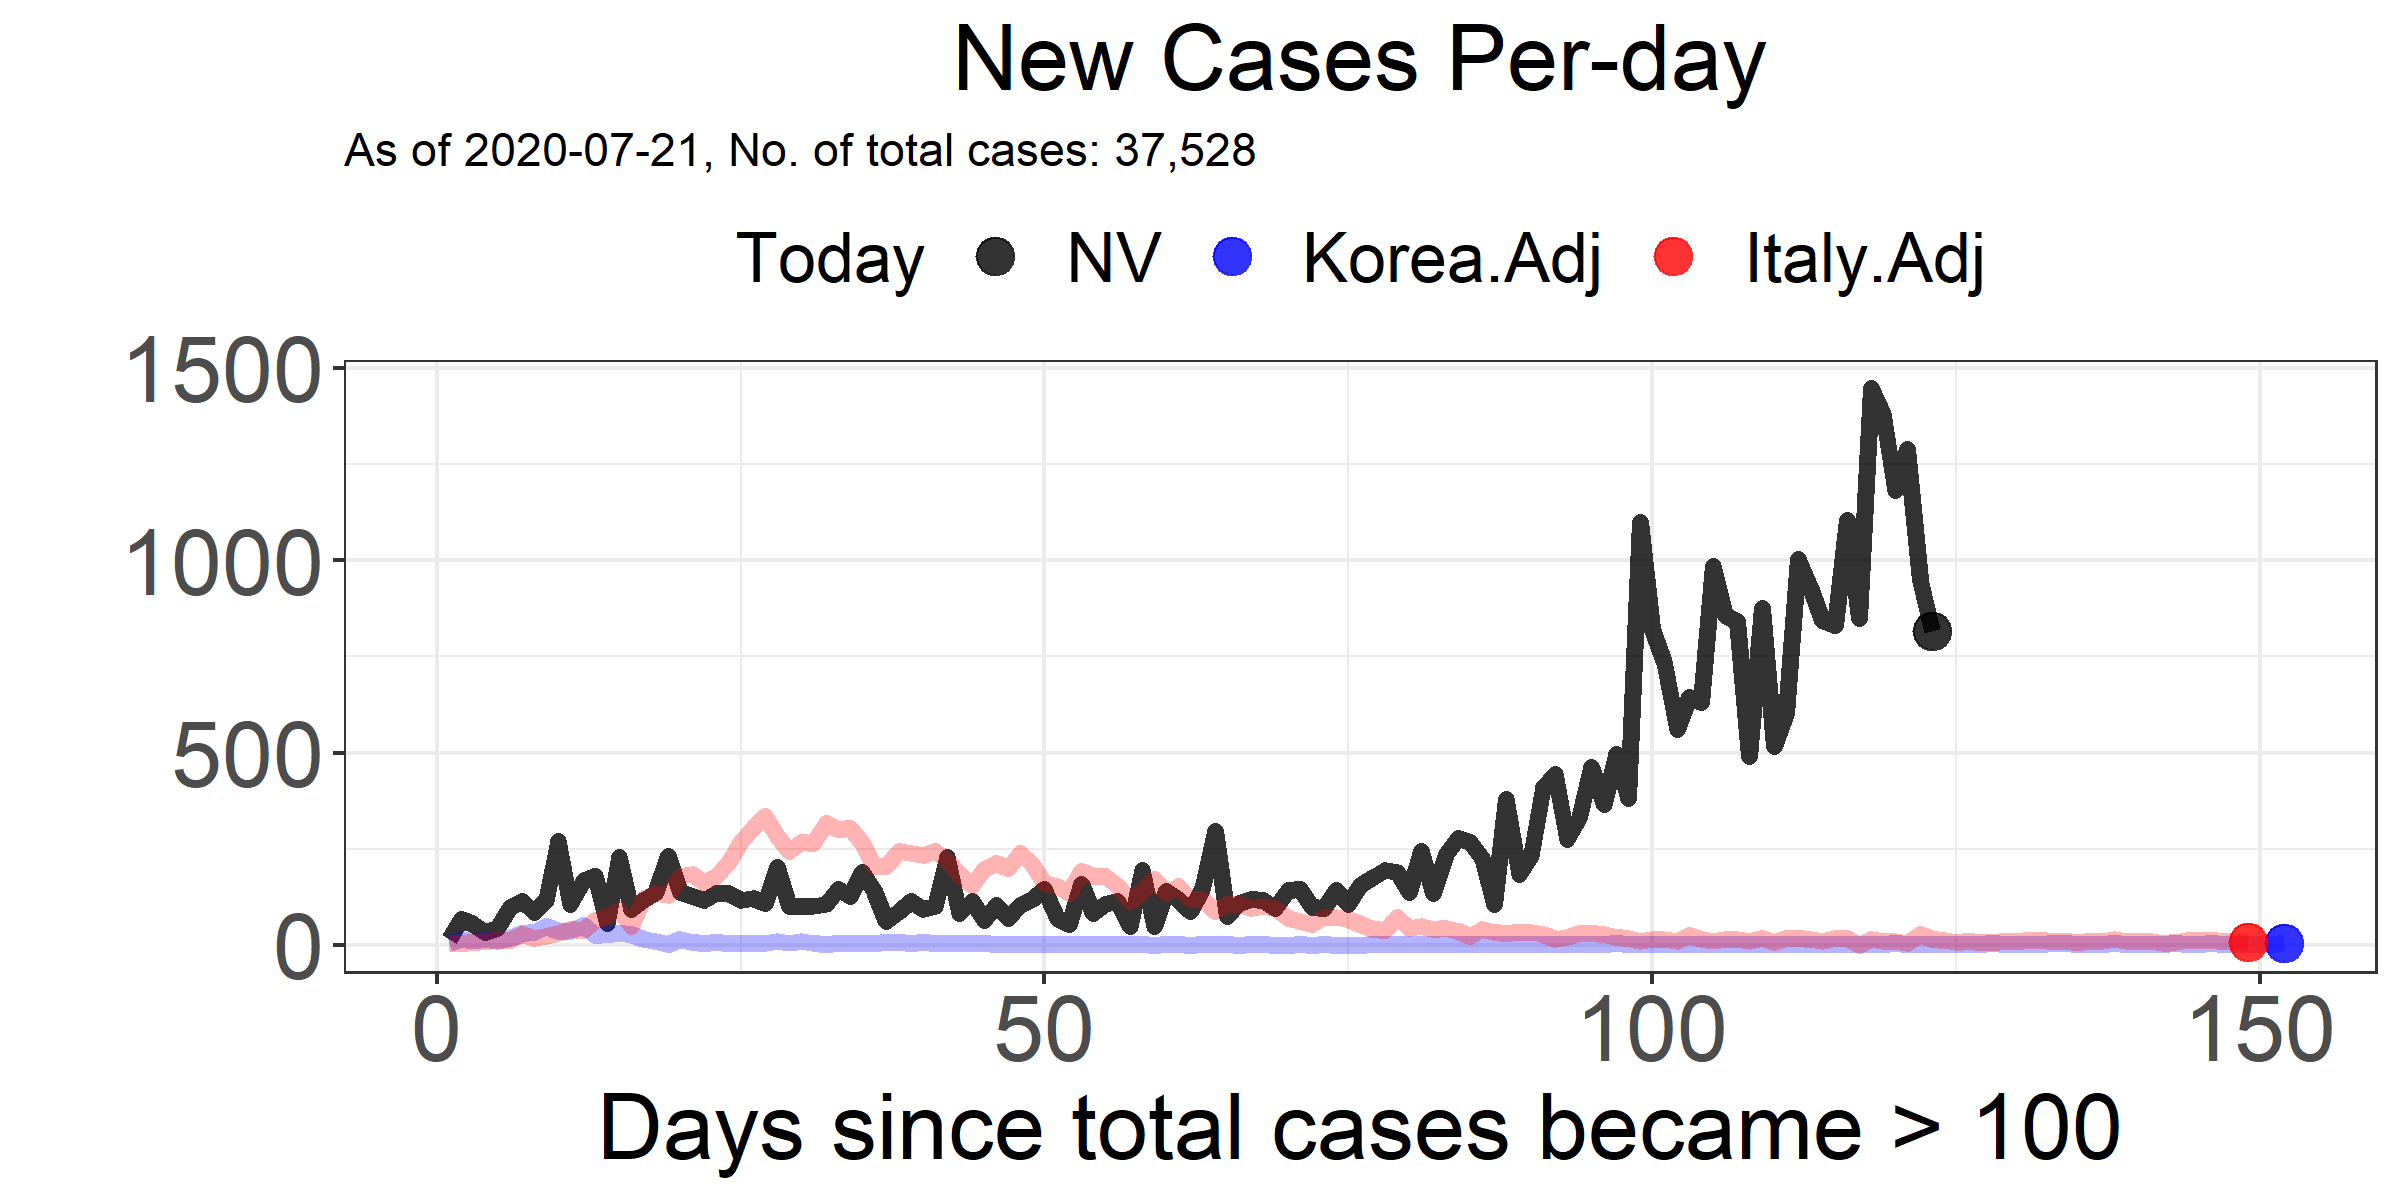 New Cases Per-day
As of 2020-07-21, No. of total cases: 37,528
Today NV Korea.Adj Italy.Adj
1500
1000
500
0
0 50 100 150
Days since total cases became > 100